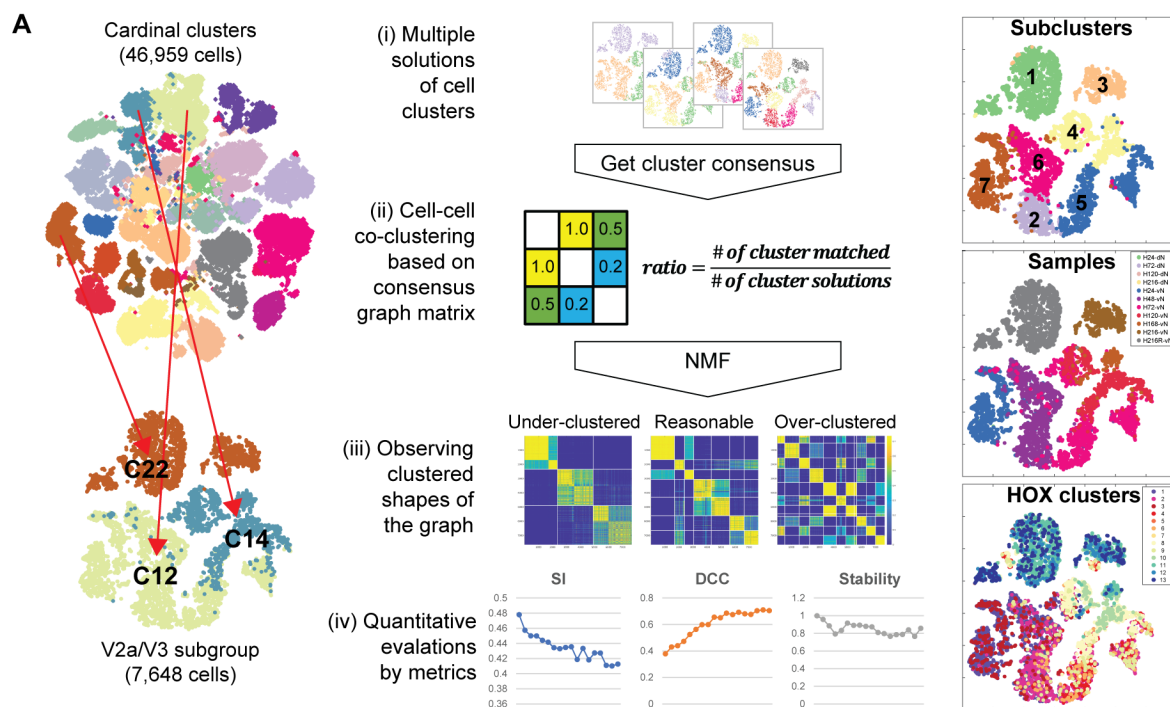 A
Cardinal clusters
(46,959 cells)
C22
C14
C12
V2a/V3 subgroup
(7,648 cells)
(i) Multiple
solutions
of cell
clusters
Get cluster consensus
(ii) Cell-cell
co-clustering
based on
consensus
graph matrix
1.0 0.5
1.0 0.2
0.5 0.2
ratio = # of cluster matched
# of cluster solutions
NMF
(iii) Observing
clustered
shapes of
the graph
Under-clustered
Reasonable
Over-clustered
(iv) Quantitative
evalations
by metrics
SI
0.5
0.48
0.46
0.44
0.42
0.4
0.38
0.36
DCC
0.8
0.6
0.4
0.2
0
Stability
1.2
1
0.8
0.6
0.4
0.2
0
Subclusters
1
3
4
6
7
5
2
Samples
H24-dN
H72-dN
H120-dN
H216-dN
H24-vN
H48-vN
H72-vN
H120-vN
H168-vN
H216-vN
H216R-vN
HOX clusters
1
2
3
4
5
6
7
8
9
10
11
12
13